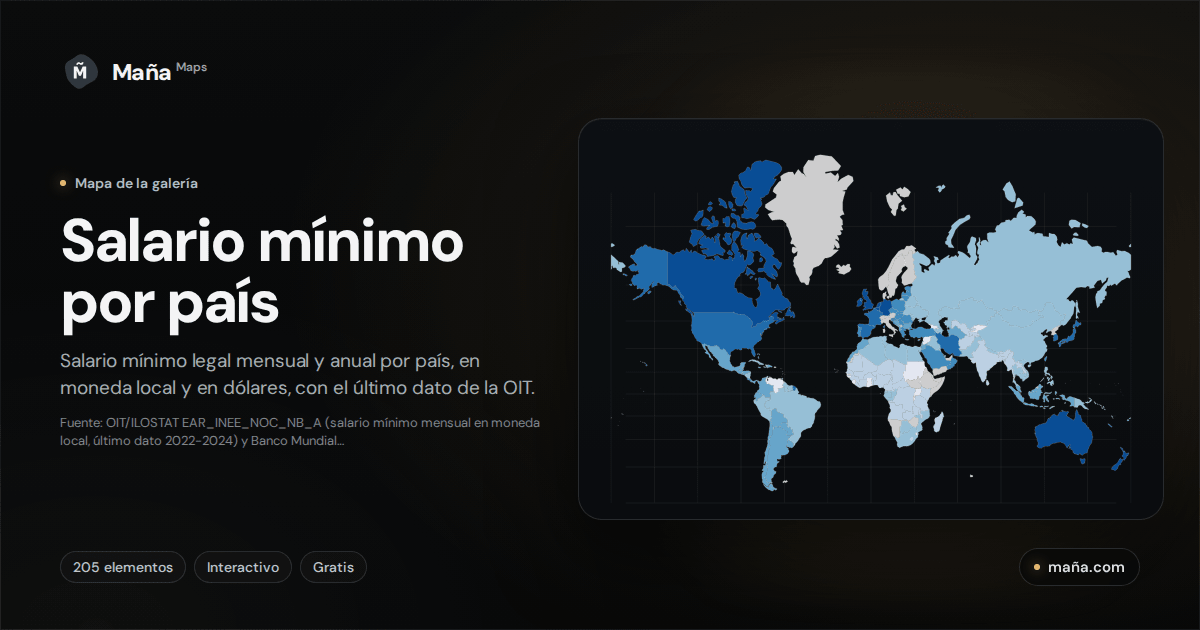 M̃
Maña Maps
Mapa de la galería
Salario mínimo
por país
Salario mínimo legal mensual y anual por país, en
moneda local y en dólares, con el último dato de la OIT.
Fuente: OIT/ILOSTAT EAR_INEE_NOC_NB_A (salario mínimo mensual en moneda
local, último dato 2022-2024) y Banco Mundial…
205 elementos
Interactivo
Gratis
maña.com